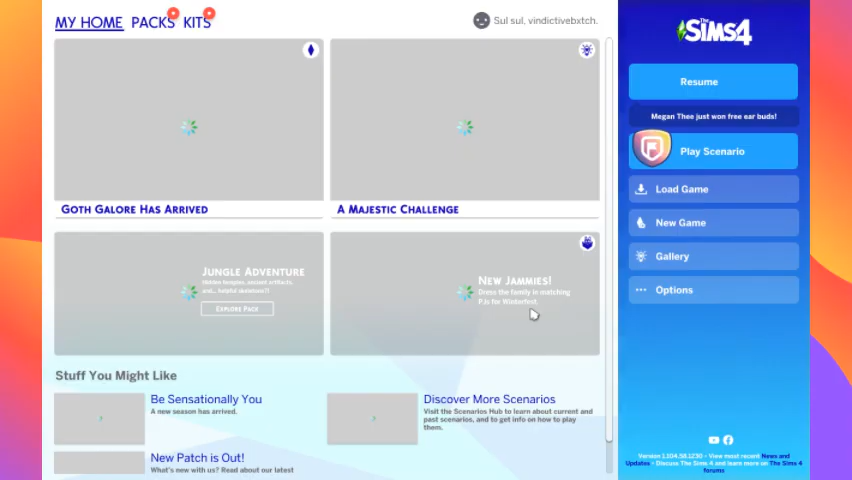 MY HOME PACKS KITS
Sul sul, vindictivebxtch.
GOTH GALORE HAS ARRIVED
A MAJESTIC CHALLENGE
JUNGLE ADVENTURE
Hidden temples, ancient artifacts,
and... helpful skeletons?!
EXPLORE PACK
NEW JAMMIES!
Dress the family in matching
PJs for Winterfest
Stuff You Might Like
Be Sensationally You
A new season has arrived.
Discover More Scenarios
Visit the Scenarios Hub to learn about current and
past scenarios, and to get info on how to play
them.
New Patch is Out!
What's new with us? Read about our latest
The SiMS 4
Resume
Megan Thee just won free ear buds!
Play Scenario
Load Game
New Game
Gallery
Options
Version 1.104.58.1230 - View most recent News and
Updates - Discuss The Sims 4 and learn more on The Sims 4
forums